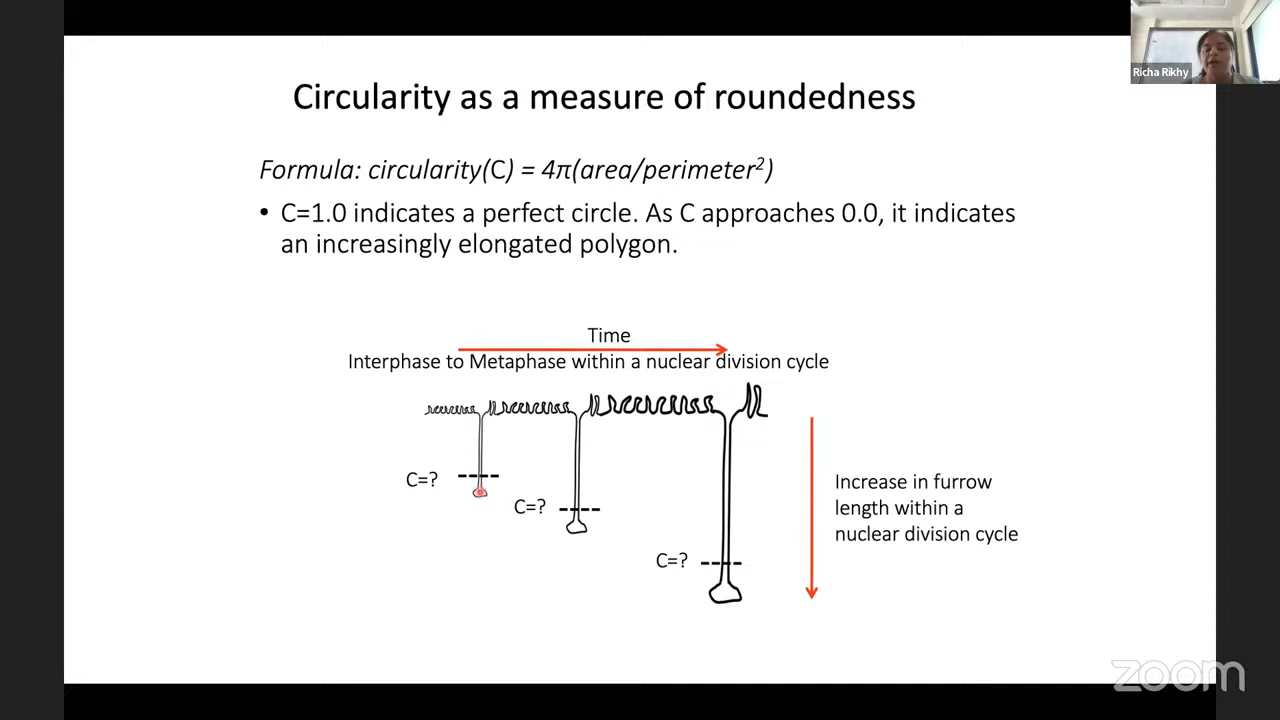 Richa Rikhy
Circularity as a measure of roundedness
Formula: circularity(C) = 4π(area/perimeter²)
• C=1.0 indicates a perfect circle. As C approaches 0.0, it indicates
an increasingly elongated polygon.
Time
Interphase to Metaphase within a nuclear division cycle
C=?
C=?
C=?
Increase in furrow
length within a
nuclear division cycle
zoom